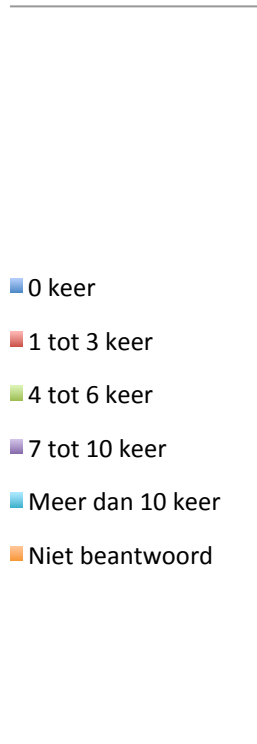 0 keer
1 tot 3 keer
4 tot 6 keer
7 tot 10 keer
Meer dan 10 keer
Niet beantwoord